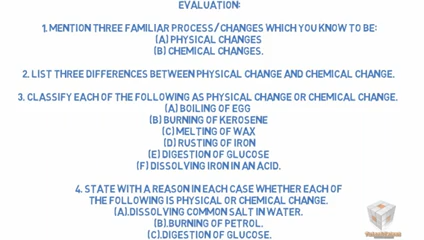 EVALUATION:
1. MENTION THREE FAMILIAR PROCESS/CHANGES WHICH YOU KNOW TO BE:
(A) PHYSICAL CHANGES
(B) CHEMICAL CHANGES.
2. LIST THREE DIFFERENCES BETWEEN PHYSICAL CHANGE AND CHEMICAL CHANGE.
3. CLASSIFY EACH OF THE FOLLOWING AS PHYSICAL CHANGE OR CHEMICAL CHANGE.
(A) BOILING OF EGG
(B) BURNING OF KEROSENE
(C) MELTING OF WAX
(D) RUSTING OF IRON
(E) DIGESTION OF GLUCOSE
(F) DISSOLVING IRON IN AN ACID.
4. STATE WITH A REASON IN EACH CASE WHETHER EACH OF
THE FOLLOWING IS PHYSICAL OR CHEMICAL CHANGE.
(A).DISSOLVING COMMON SALT IN WATER.
(B).BURNING OF PETROL.
(C).DIGESTION OF GLUCOSE.